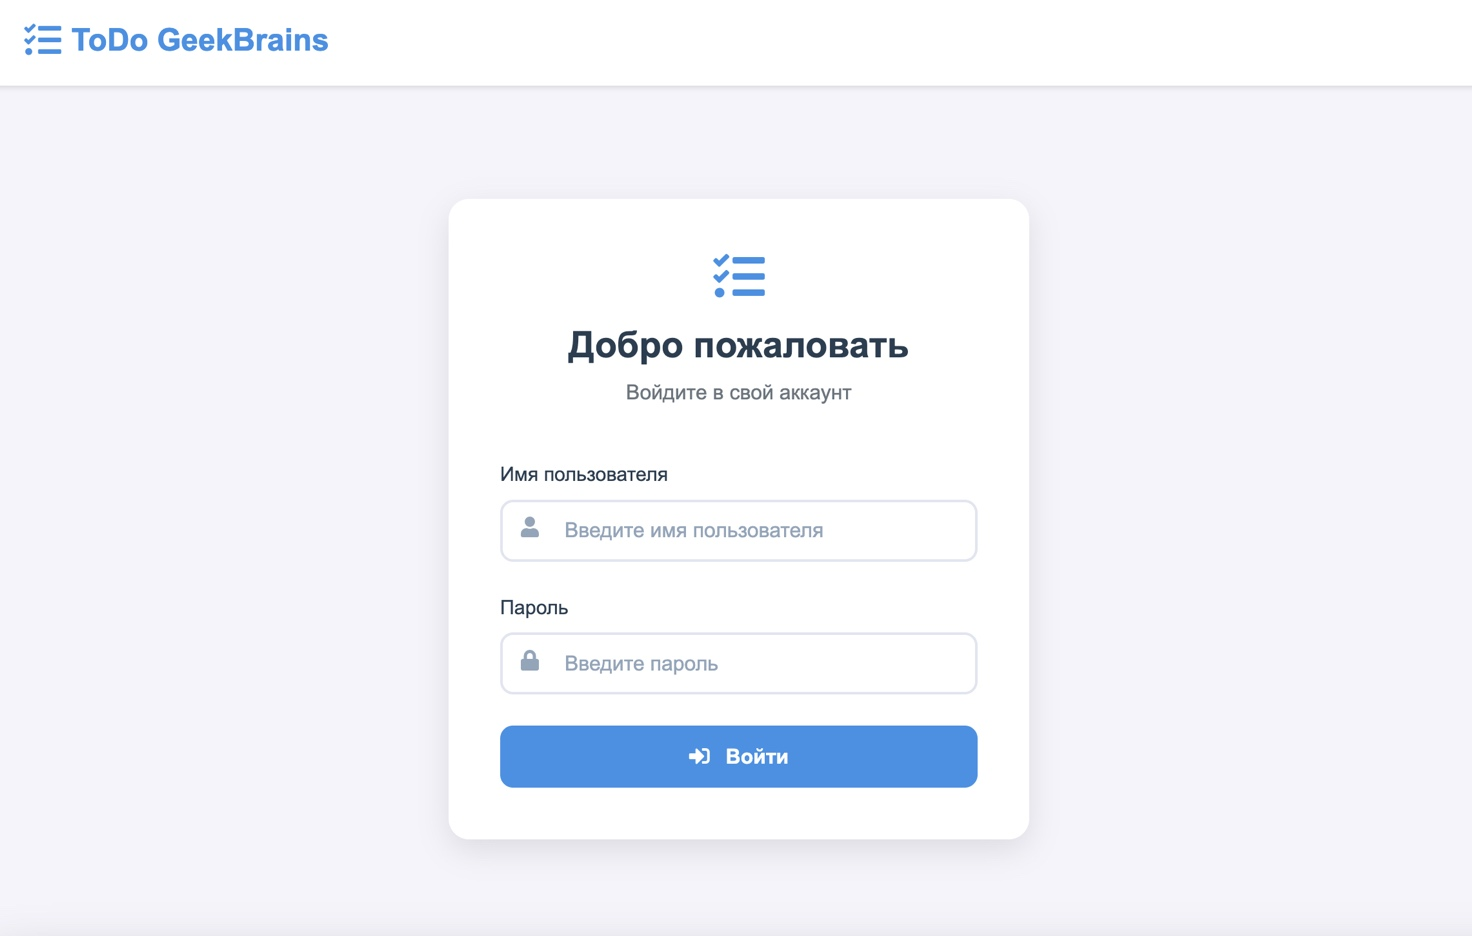 ToDo GeekBrains
Добро пожаловать
Войдите в свой аккаунт
Имя пользователя
Введите имя пользователя
Пароль
Введите пароль
Войти